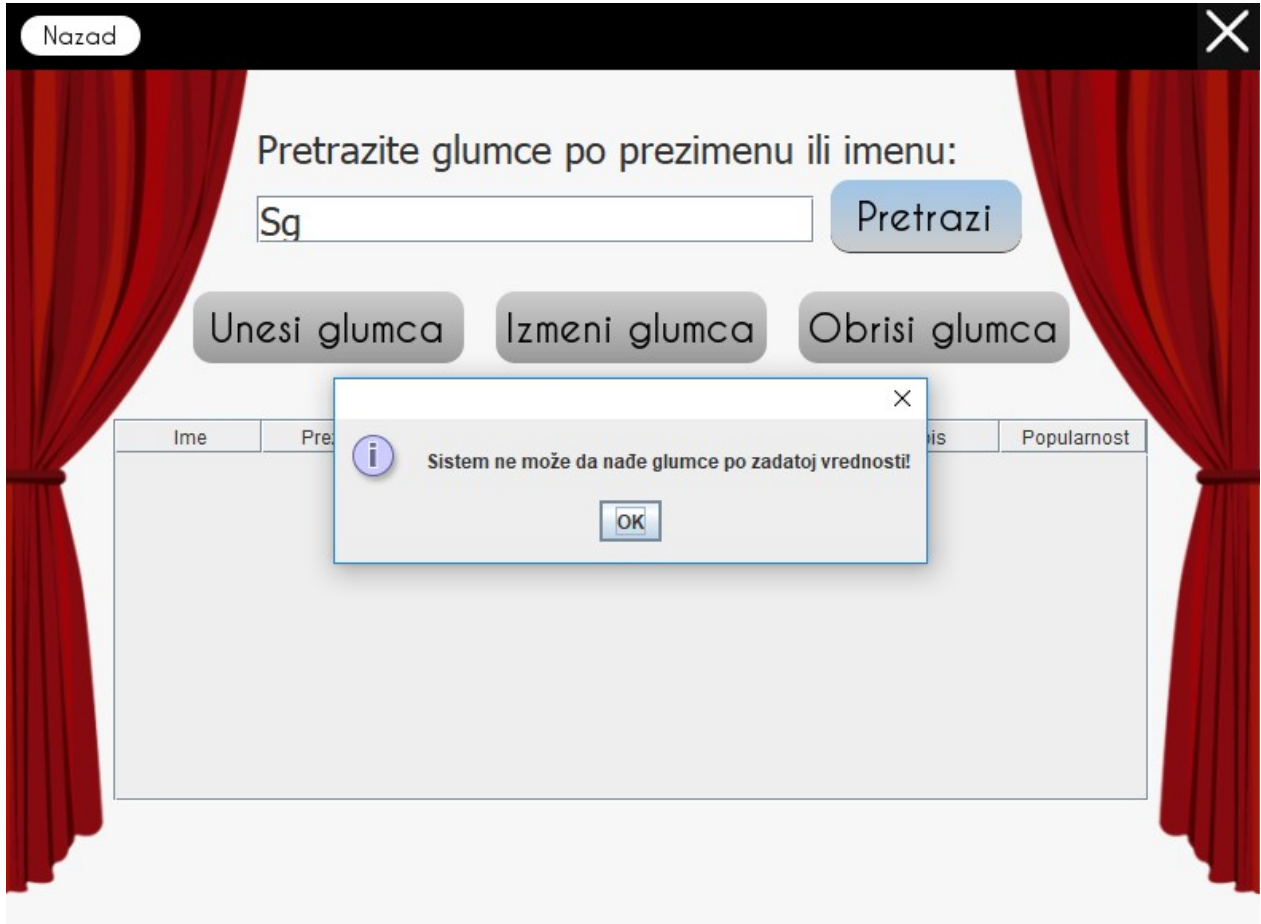 Nazad
Pretrazite glumce po prezimenu ili imenu:
Sg Pretrazi
Unesi glumca Izmeni glumca Obrisi glumca
Ime Popularnost
Sistem ne može da nađe glumce po zadatoj vrednosti!
OK